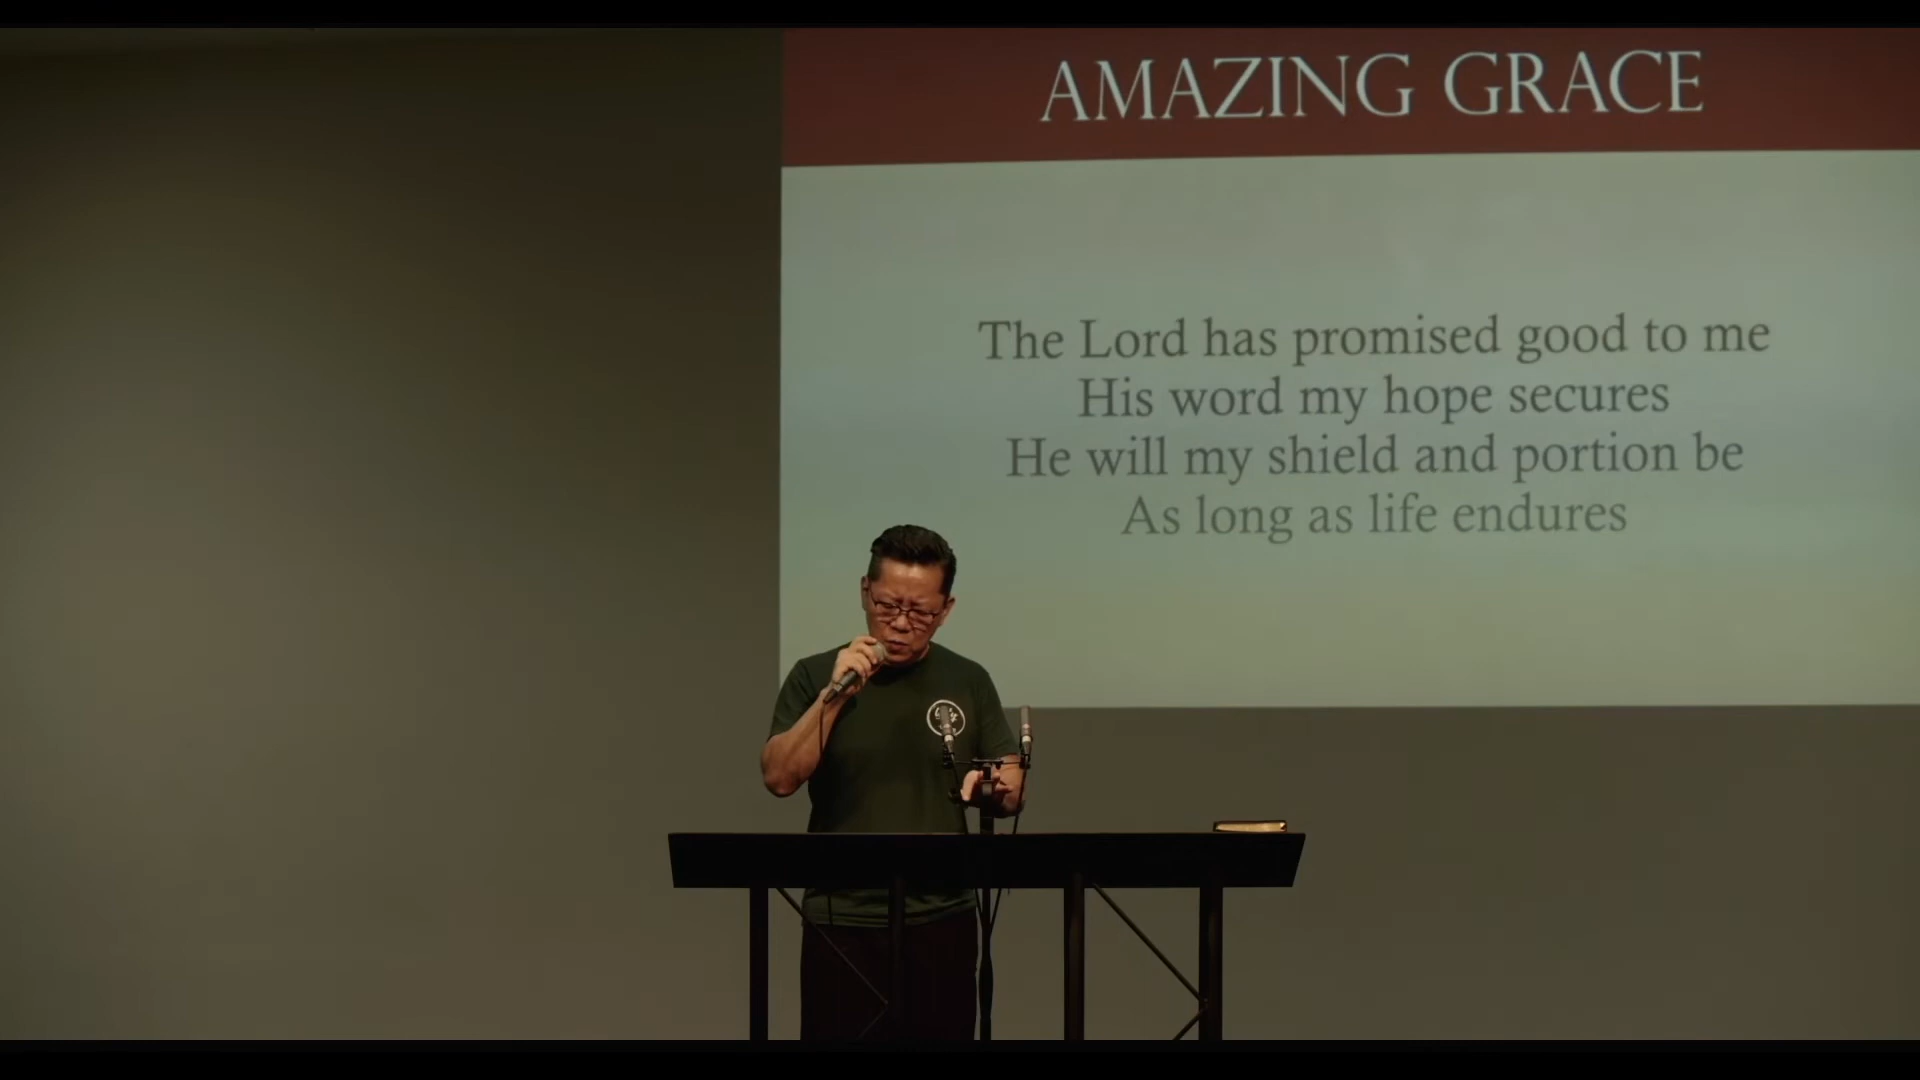 AMAZING GRACE
The Lord has promised good to me
His word my hope secures
He will my shield and portion be
As long as life endures